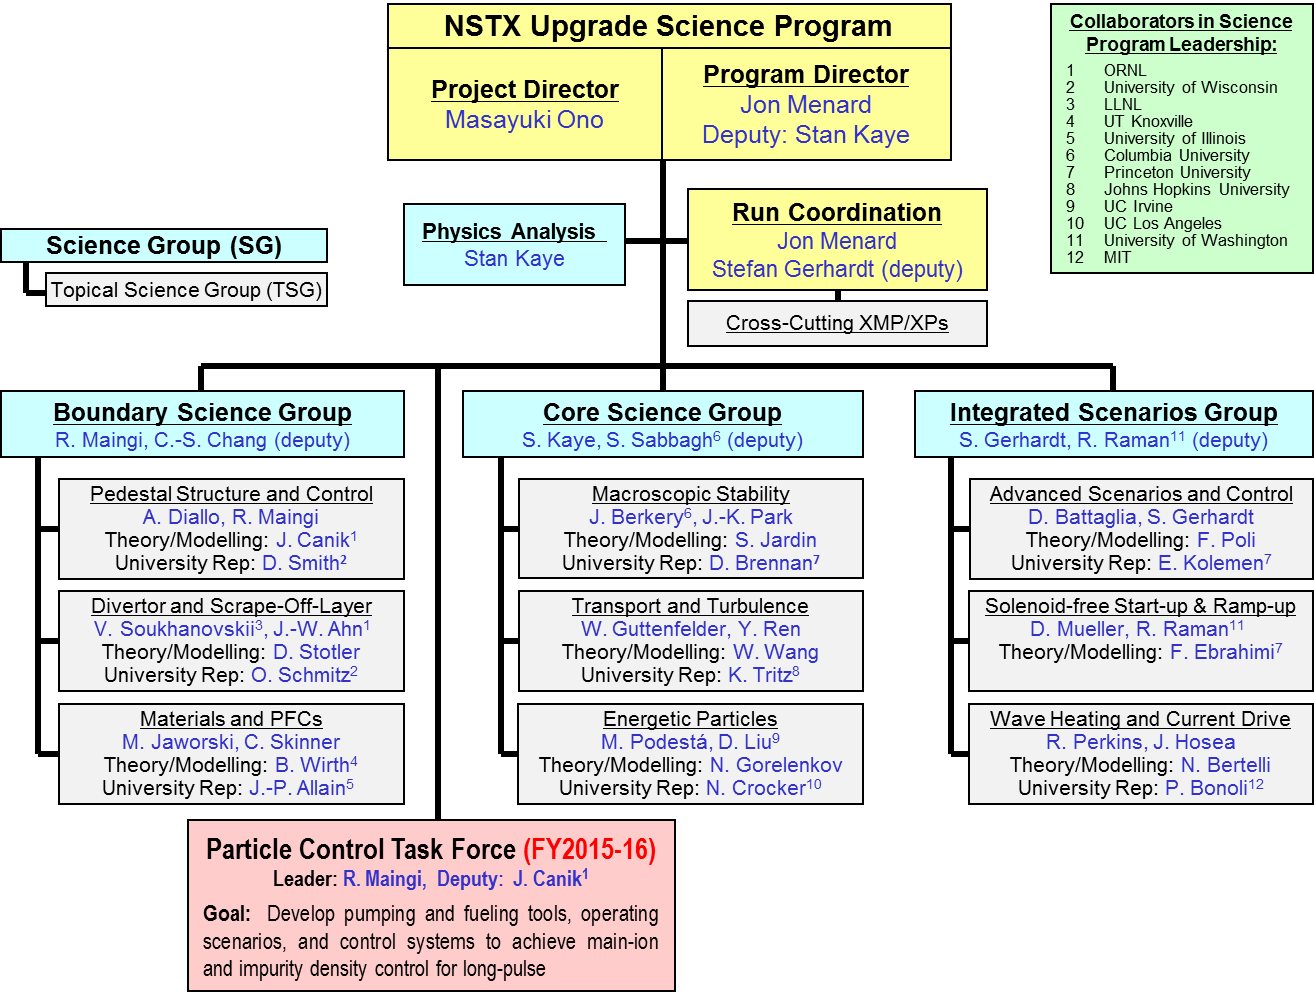 NSTX Upgrade Science Program
Project Director
Masayuki Ono
Program Director
Jon Menard
Deputy: Stan Kaye
Collaborators in Science
Program Leadership:
1 ORNL
2 University of Wisconsin
3 LLNL
4 UT Knoxville
5 University of Illinois
6 Columbia University
7 Princeton University
8 Johns Hopkins University
9 UC Irvine
10 UC Los Angeles
11 University of Washington
12 MIT
Science Group (SG)
Topical Science Group (TSG)
Physics Analysis
Stan Kaye
Run Coordination
Jon Menard
Stefan Gerhardt (deputy)
Cross-Cutting XMP/XPs
Boundary Science Group
R. Maingi, C.-S. Chang (deputy)
Pedestal Structure and Control
A. Diallo, R. Maingi
Theory/Modelling: J. Canik¹
University Rep: D. Smith²
Divertor and Scrape-Off-Layer
V. Soukhanovskii³, J.-W. Ahn¹
Theory/Modelling: D. Stotler
University Rep: O. Schmitz²
Materials and PFCs
M. Jaworski, C. Skinner
Theory/Modelling: B. Wirth⁴
University Rep: J.-P. Allain⁵
Core Science Group
S. Kaye, S. Sabbagh⁶ (deputy)
Macroscopic Stability
J. Berkery⁶, J.-K. Park
Theory/Modelling: S. Jardin
University Rep: D. Brennan⁷
Transport and Turbulence
W. Guttenfelder, Y. Ren
Theory/Modelling: W. Wang
University Rep: K. Tritz⁸
Energetic Particles
M. Podestá, D. Liu⁹
Theory/Modelling: N. Gorelenkov
University Rep: N. Crocker¹⁰
Integrated Scenarios Group
S. Gerhardt, R. Raman¹¹ (deputy)
Advanced Scenarios and Control
D. Battaglia, S. Gerhardt
Theory/Modelling: F. Poli
University Rep: E. Kolemen⁷
Solenoid-free Start-up & Ramp-up
D. Mueller, R. Raman¹¹
Theory/Modelling: F. Ebrahimi⁷
Wave Heating and Current Drive
R. Perkins, J. Hosea
Theory/Modelling: N. Bertelli
University Rep: P. Bonoli¹²
Particle Control Task Force (FY2015-16)
Leader: R. Maingi, Deputy: J. Canik¹
Goal: Develop pumping and fueling tools, operating
scenarios, and control systems to achieve main-ion
and impurity density control for long-pulse